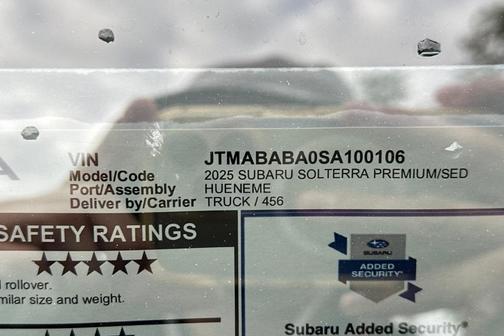 VIN JTMABABA0SA100106
Model/Code 2025 SUBARU SOLTERRA PREMIUM/SED
Port/Assembly HUENEME
Deliver by/Carrier TRUCK / 456
SAFETY RATINGS
rollover.
milar size and weight.
SUBARU
ADDED
SECURITY®
Subaru Added Security®